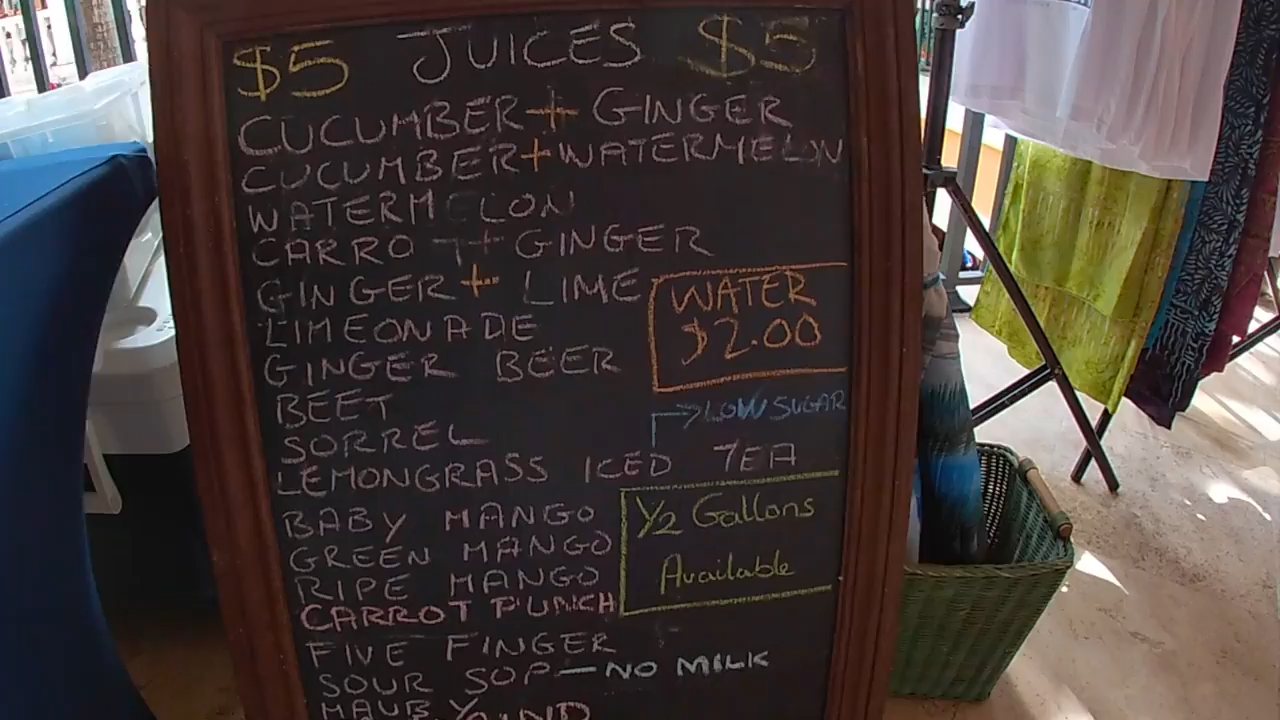 $5 JUICES $5
CUCUMBER + GINGER
CUCUMBER + WATERMELON
WATERMELON
CARROT + GINGER
GINGER + LIME
WATER
$2.00
LIMEONADE
GINGER BEER
BEET
LOW SUGAR
SORREL
LEMONGRASS ICED TEA
BABY MANGO
1/2 Gallons
GREEN MANGO
Available
RIPE MANGO
CARROT PUNCH
FIVE FINGER
SOUR SOP — NO MILK
MAUBY